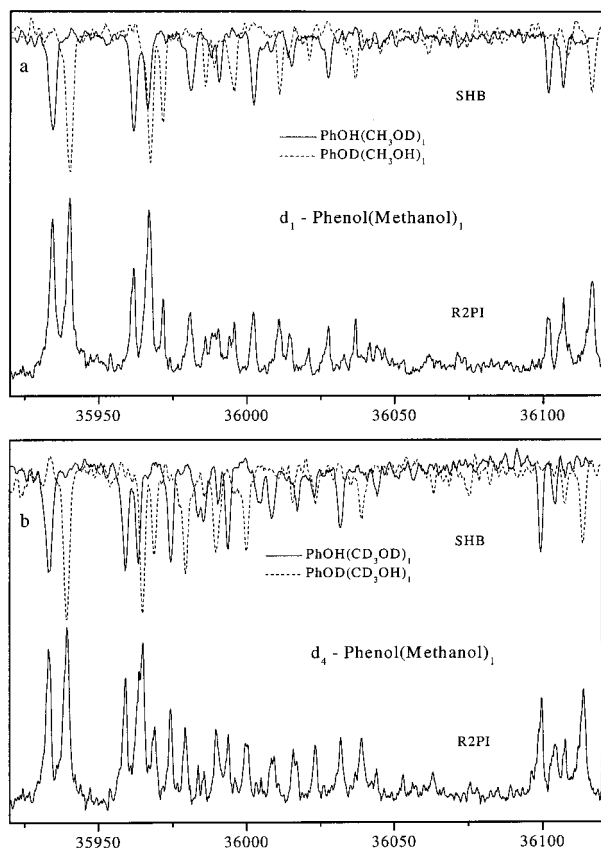 a
SHB
PhOH(CH₃OD)₁
PhOD(CH₃OH)₁
d₁ - Phenol(Methanol)₁
R2PI
35950 36000 36050 36100
b
SHB
PhOH(CD₃OD)₁
PhOD(CD₃OH)₁
d₄ - Phenol(Methanol)₁
R2PI
35950 36000 36050 36100